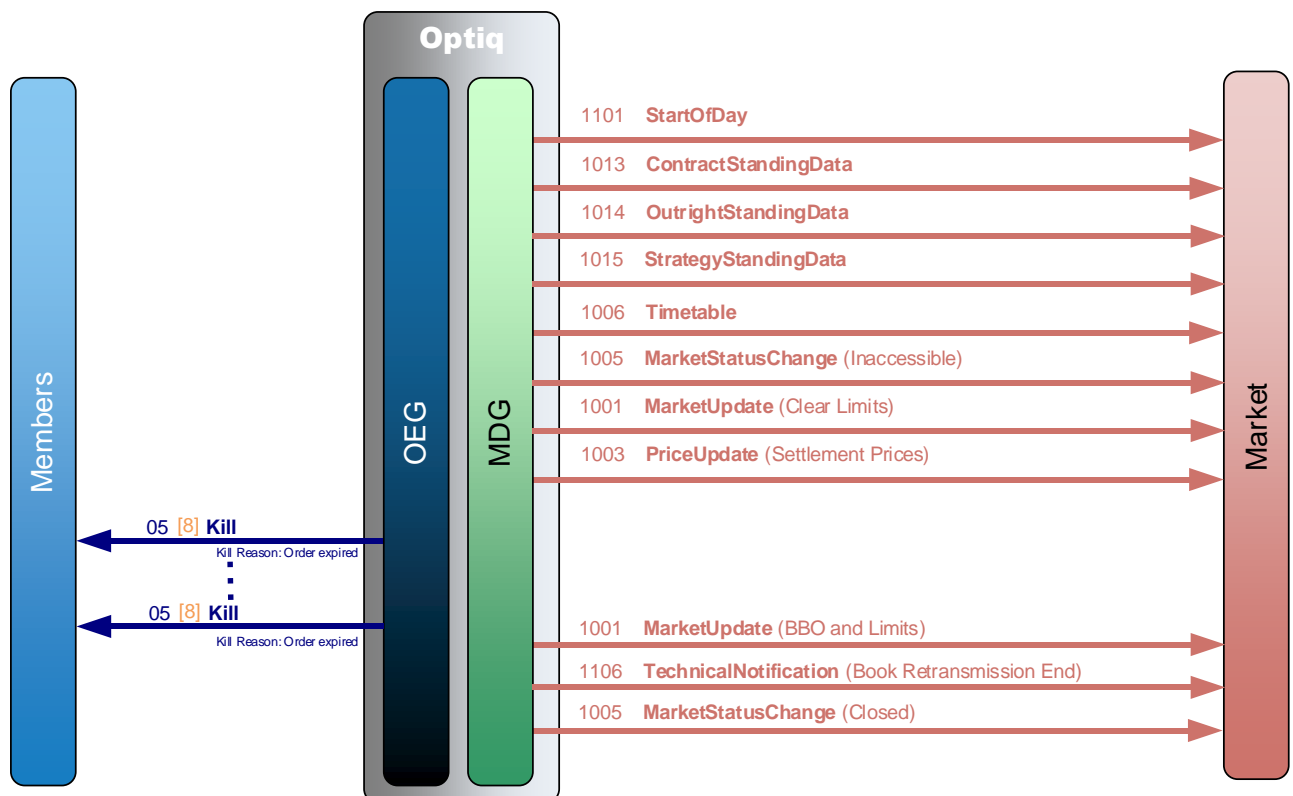 Optiq
Members
OEG
MDG
Market
1101 StartOfDay
1013 ContractStandingData
1014 OutrightStandingData
1015 StrategyStandingData
1006 Timetable
1005 MarketStatusChange (Inaccessible)
1001 MarketUpdate (Clear Limits)
1003 PriceUpdate (Settlement Prices)
05 [8] Kill
Kill Reason: Order expired
05 [8] Kill
Kill Reason: Order expired
1001 MarketUpdate (BBO and Limits)
1106 TechnicalNotification (Book Retransmission End)
1005 MarketStatusChange (Closed)